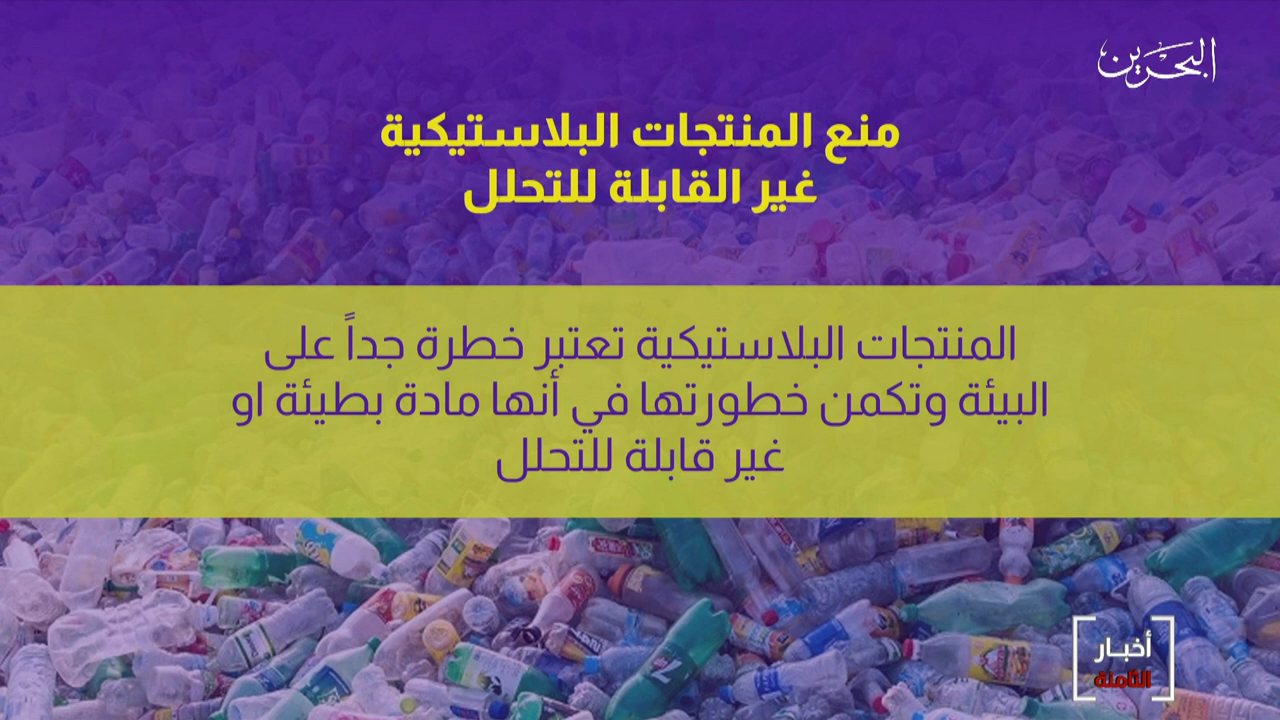 البحرين
منع المنتجات البلاستيكية
غير القابلة للتحلل
المنتجات البلاستيكية تعتبر خطرة جداً على
البيئة وتكمن خطورتها في أنها مادة بطيئة او
غير قابلة للتحلل
7
أخبار
الثامنة